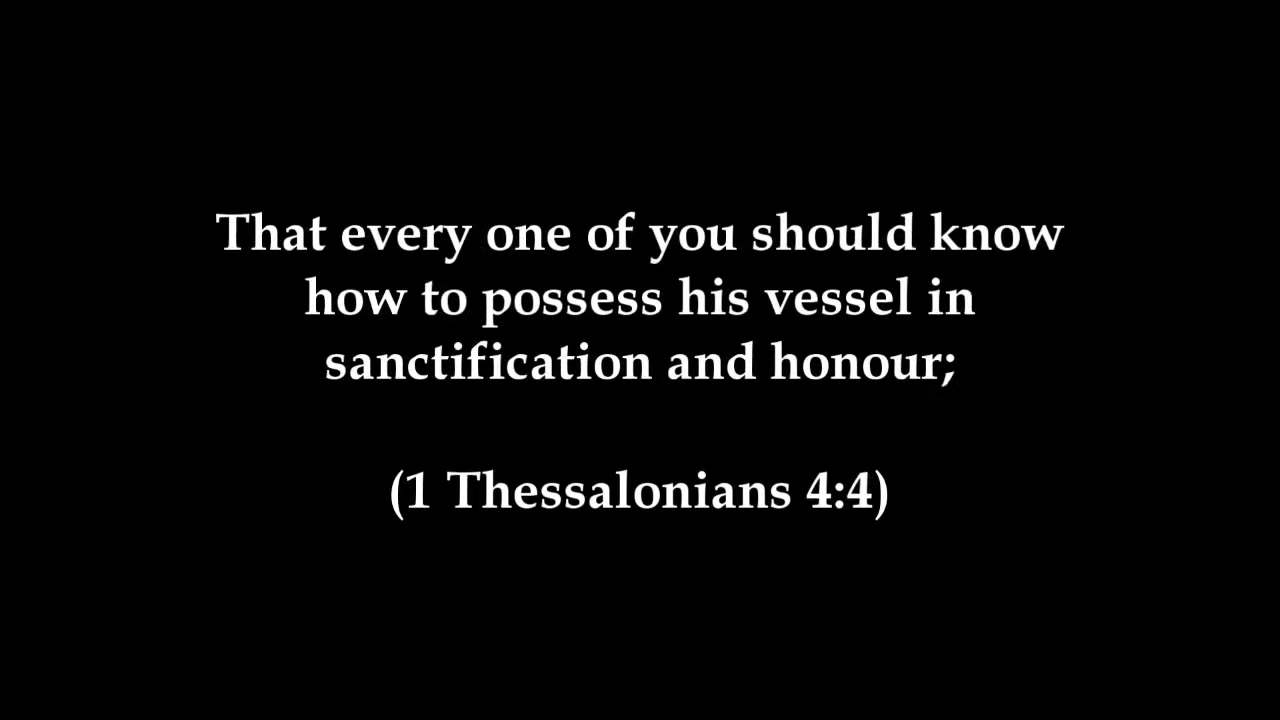 That every one of you should know
how to possess his vessel in
sanctification and honour;
(1 Thessalonians 4:4)